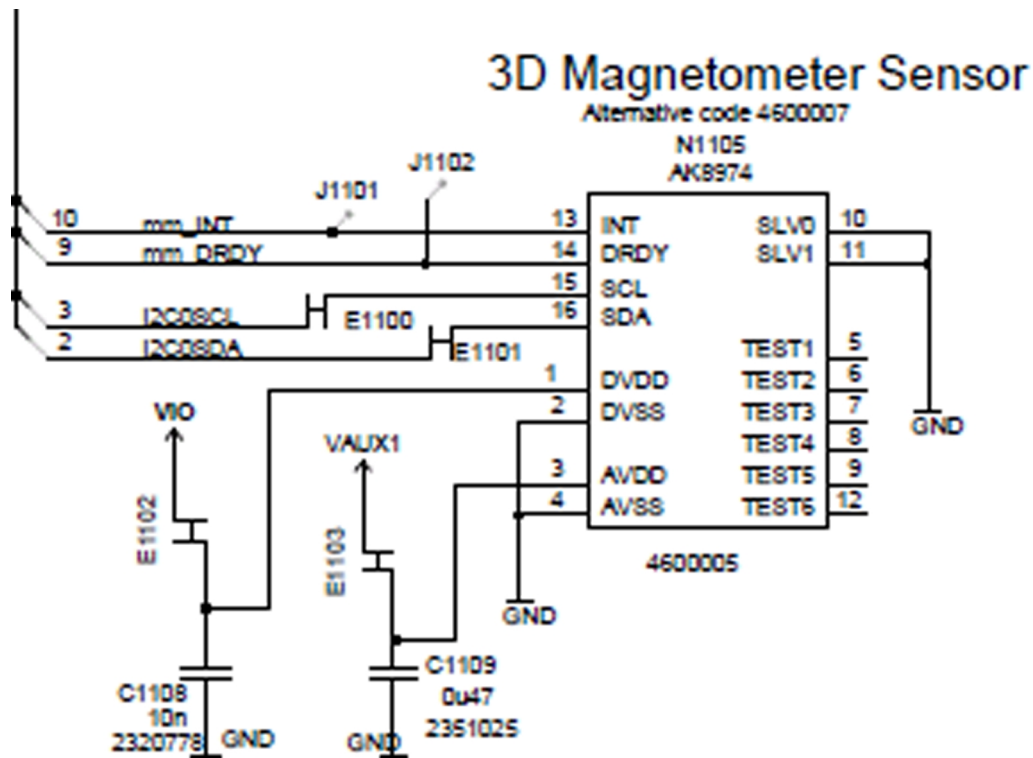 3D Magnetometer Sensor
Alternative code 4600007
N1105
AK8974
J1102
J1101
10 mm_INT 13 INT SLV0 10
9 mm_DRDY 14 DRDY SLV1 11
15 SCL
3 I2C0SCL E1100 16 SDA
2 I2C0SDA E1101 TEST1 5
1 DVDD TEST2 6
VIO 2 DVSS TEST3 7 GND
VAUX1 TEST4 8
3 AVDD TEST5 9
4 AVSS TEST6 12
E1102
E1103
4600005
GND
C1109
C1108 0u47
10n 2351025
2320778 GND GND